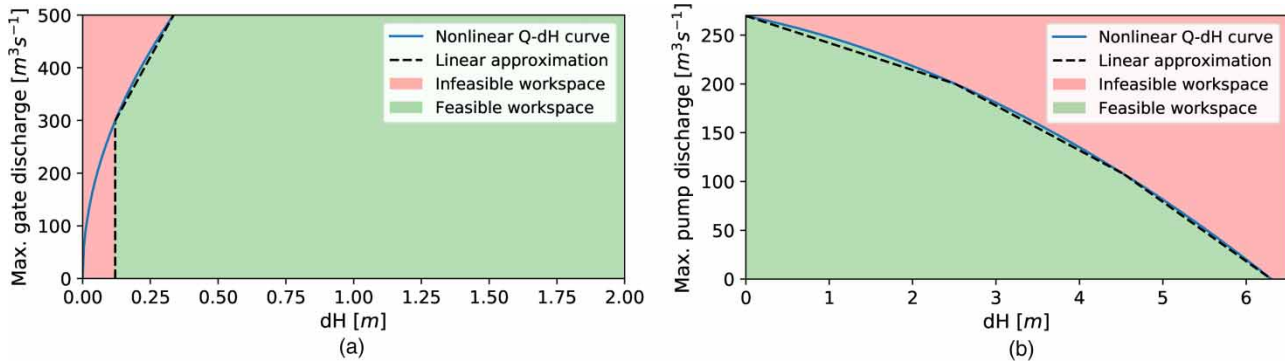 500
400
300
200
100
0
Max. gate discharge [m³s⁻¹]
Nonlinear Q-dH curve
Linear approximation
Infeasible workspace
Feasible workspace
0.00 0.25 0.50 0.75 1.00 1.25 1.50 1.75 2.00
dH [m]
(a)
250
200
150
100
50
0
Max. pump discharge [m³s⁻¹]
Nonlinear Q-dH curve
Linear approximation
Infeasible workspace
Feasible workspace
0 1 2 3 4 5 6
dH [m]
(b)